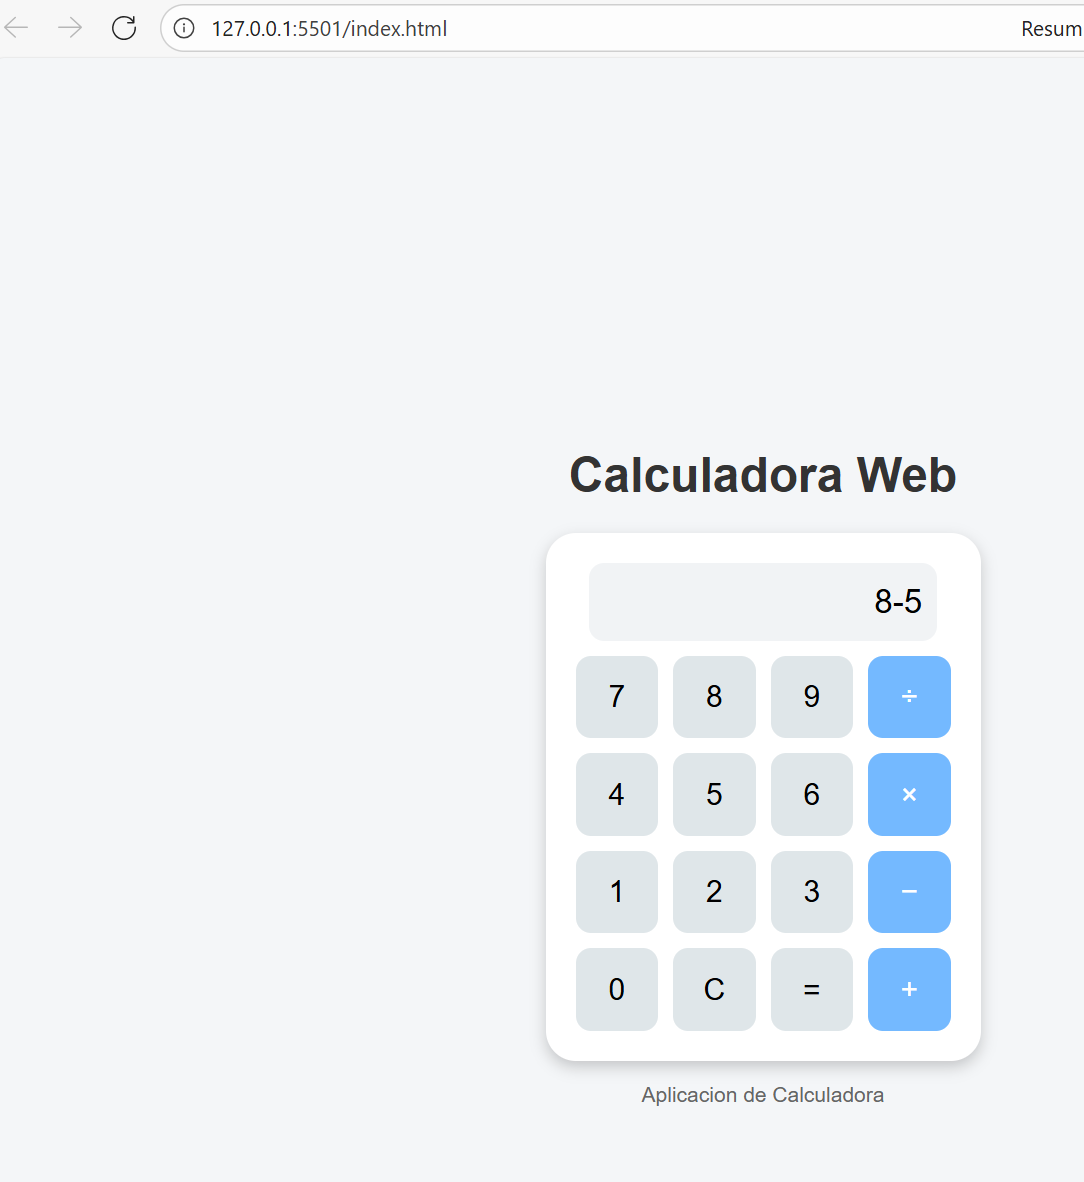 127.0.0.1:5501/index.html Resum
Calculadora Web
8-5
7 8 9 ÷
4 5 6 ×
1 2 3 −
0 C = +
Aplicacion de Calculadora